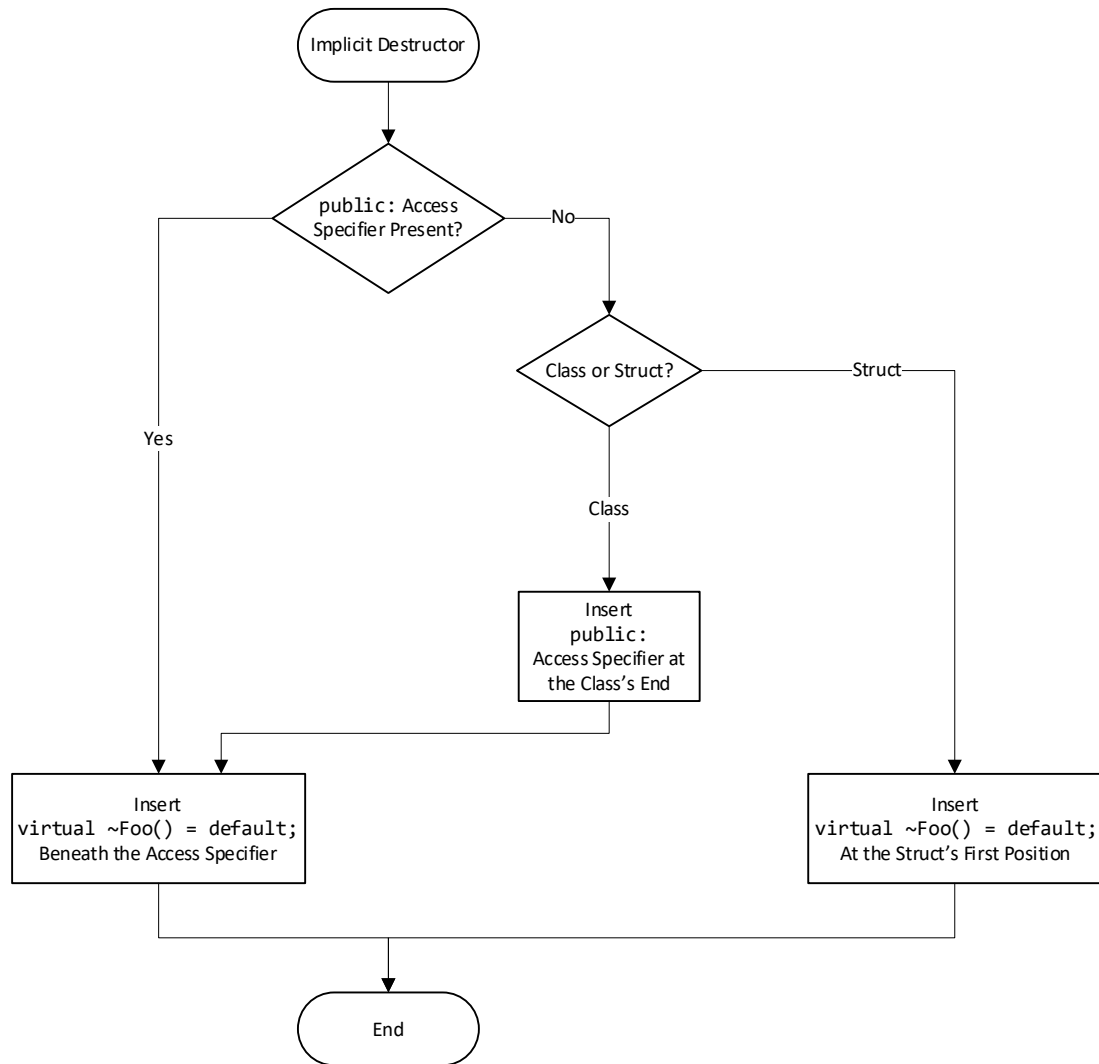 Implicit Destructor
public: Access
Specifier Present?
No
Class or Struct?
Struct
Yes
Class
Insert
public:
Access Specifier at
the Class’s End
Insert
virtual ~Foo() = default;
Beneath the Access Specifier
Insert
virtual ~Foo() = default;
At the Struct’s First Position
End